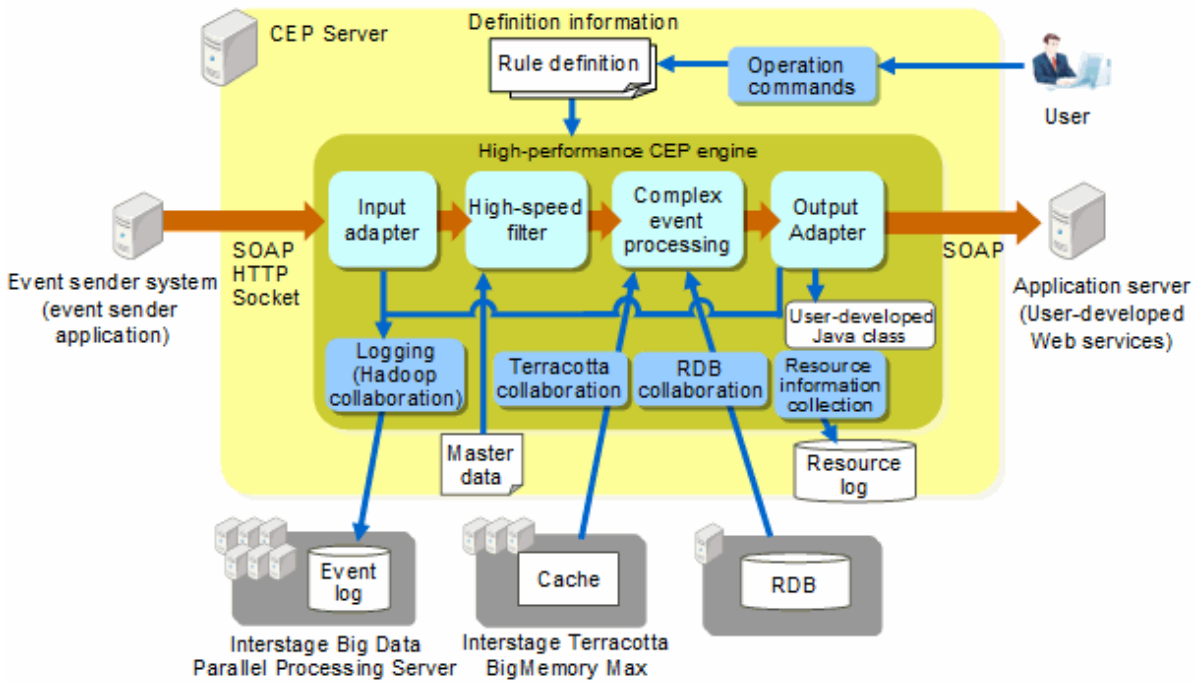 CEP Server
Definition information
Rule definition
Operation
commands
User
High-performance CEP engine
Input
adapter
High-speed
filter
Complex
event
processing
Output
Adapter
SOAP
HTTP
Socket
SOAP
Event sender system
(event sender
application)
Application server
(User-developed
Web services)
User-developed
Java class
Logging
(Hadoop
collaboration)
Terracotta
collaboration
RDB
collaboration
Resource
information
collection
Master
data
Resource
log
Event
log
Cache
RDB
Interstage Big Data
Parallel Processing Server
Interstage Terracotta
BigMemory Max